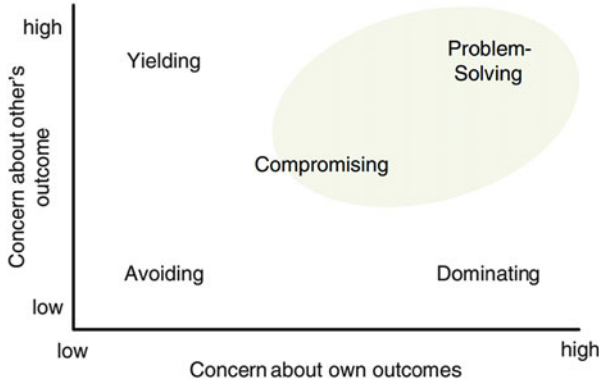 high
Yielding
Problem-
Solving
Concern about other's
outcome
Compromising
Avoiding
Dominating
low
low
high
Concern about own outcomes